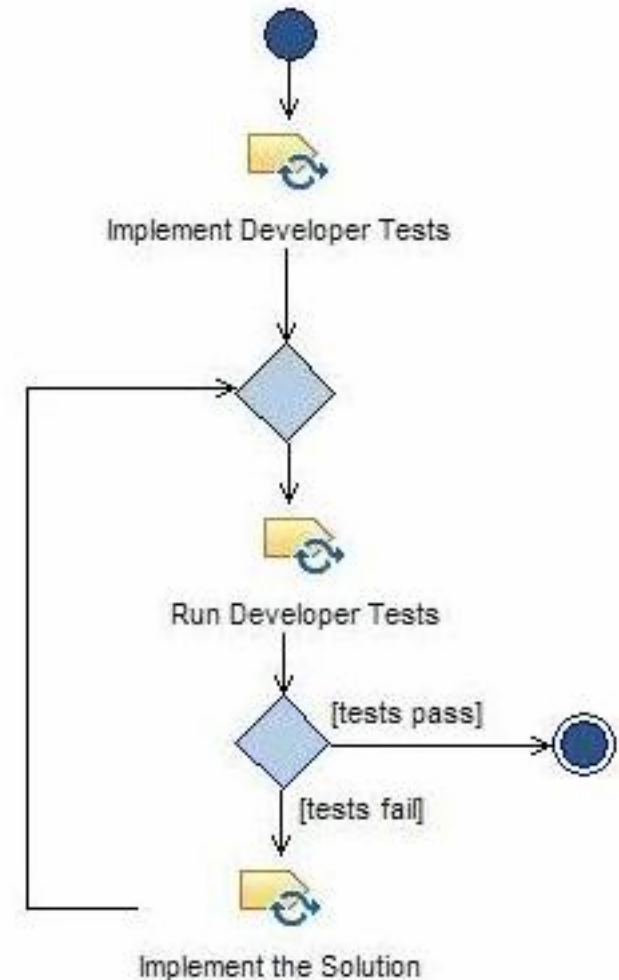 Implement Developer Tests
Run Developer Tests
[tests pass]
[tests fail]
Implement the Solution